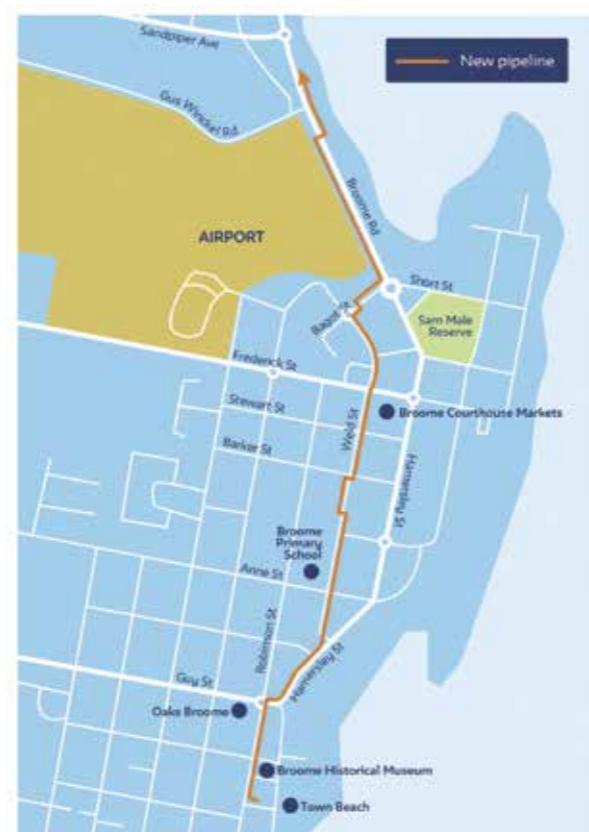 Sandpiper Ave
New pipeline
Gus Winckel Rd
Broome Rd
AIRPORT
Short St
Bagot St
Sam Male
Reserve
Frederick St
Stewart St
Weld St
Broome Courthouse Markets
Barker St
Hamersley St
Broome
Primary
School
Anne St
Robinson St
Hamersley St
Guy St
Oaks Broome
Broome Historical Museum
Town Beach